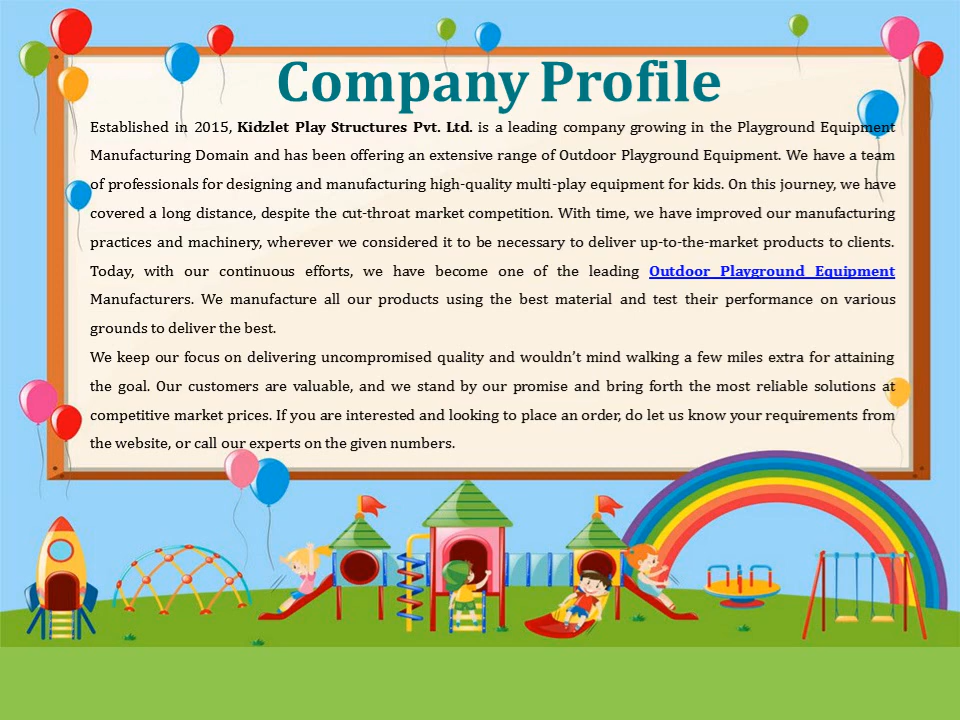 Company Profile
Established in 2015, Kidzlet Play Structures Pvt. Ltd. is a leading company growing in the Playground Equipment
Manufacturing Domain and has been offering an extensive range of Outdoor Playground Equipment. We have a team
of professionals for designing and manufacturing high-quality multi-play equipment for kids. On this journey, we have
covered a long distance, despite the cut-throat market competition. With time, we have improved our manufacturing
practices and machinery, wherever we considered it to be necessary to deliver up-to-the-market products to clients.
Today, with our continuous efforts, we have become one of the leading Outdoor Playground Equipment
Manufacturers. We manufacture all our products using the best material and test their performance on various
grounds to deliver the best.
We keep our focus on delivering uncompromised quality and wouldn’t mind walking a few miles extra for attaining
the goal. Our customers are valuable, and we stand by our promise and bring forth the most reliable solutions at
competitive market prices. If you are interested and looking to place an order, do let us know your requirements from
the website, or call our experts on the given numbers.